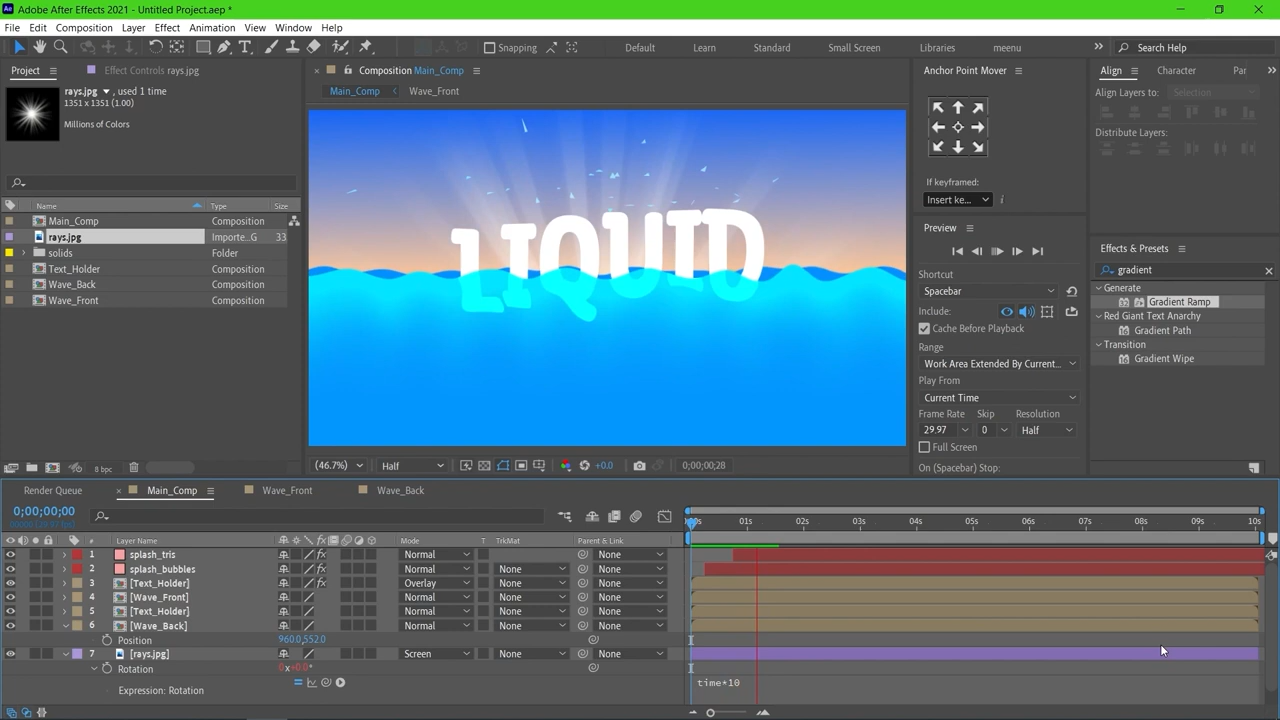 Adobe After Effects 2021 - Untitled Project.aep *
File Edit Composition Layer Effect Animation View Window Help
Snapping Default Learn Standard Small Screen Libraries meenu Search Help
Project Effect Controls rays.jpg
rays.jpg , used 1 time
1351 x 1351 (1.00)
Millions of Colors
Name Type Size
Main_Comp Composition
rays.jpg Importe...G 33
solids Folder
Text_Holder Composition
Wave_Back Composition
Wave_Front Composition
8 bpc
Composition Main_Comp
Main_Comp Wave_Front
LIQUID
(46.7%) Half +0.0 0;00;00;28
Anchor Point Mover
If keyframed:
Insert ke...
Preview
Shortcut
Spacebar
Include:
Cache Before Playback
Range
Work Area Extended By Current...
Play From
Current Time
Frame Rate Skip Resolution
29.97 0 Half
Full Screen
On (Spacebar) Stop:
Align Character Par
Align Layers to: Selection
Distribute Layers:
Effects & Presets
gradient
Generate
Gradient Ramp
Red Giant Text Anarchy
Gradient Path
Transition
Gradient Wipe
Render Queue Main_Comp Wave_Front Wave_Back
0;00;00;00
00000 (29.97 fps)
Layer Name Mode T TrkMat Parent & Link
01s 02s 03s 04s 05s 06s 07s 08s 09s 10s
1 splash_tris Normal None
2 splash_bubbles Normal None None
3 [Text_Holder] Overlay None None
4 [Wave_Front] Normal None None
5 [Text_Holder] Normal None None
6 [Wave_Back] Normal None None
Position 960.0,552.0
7 [rays.jpg] Screen None None
Rotation 0x+0.0°
Expression: Rotation
time*10